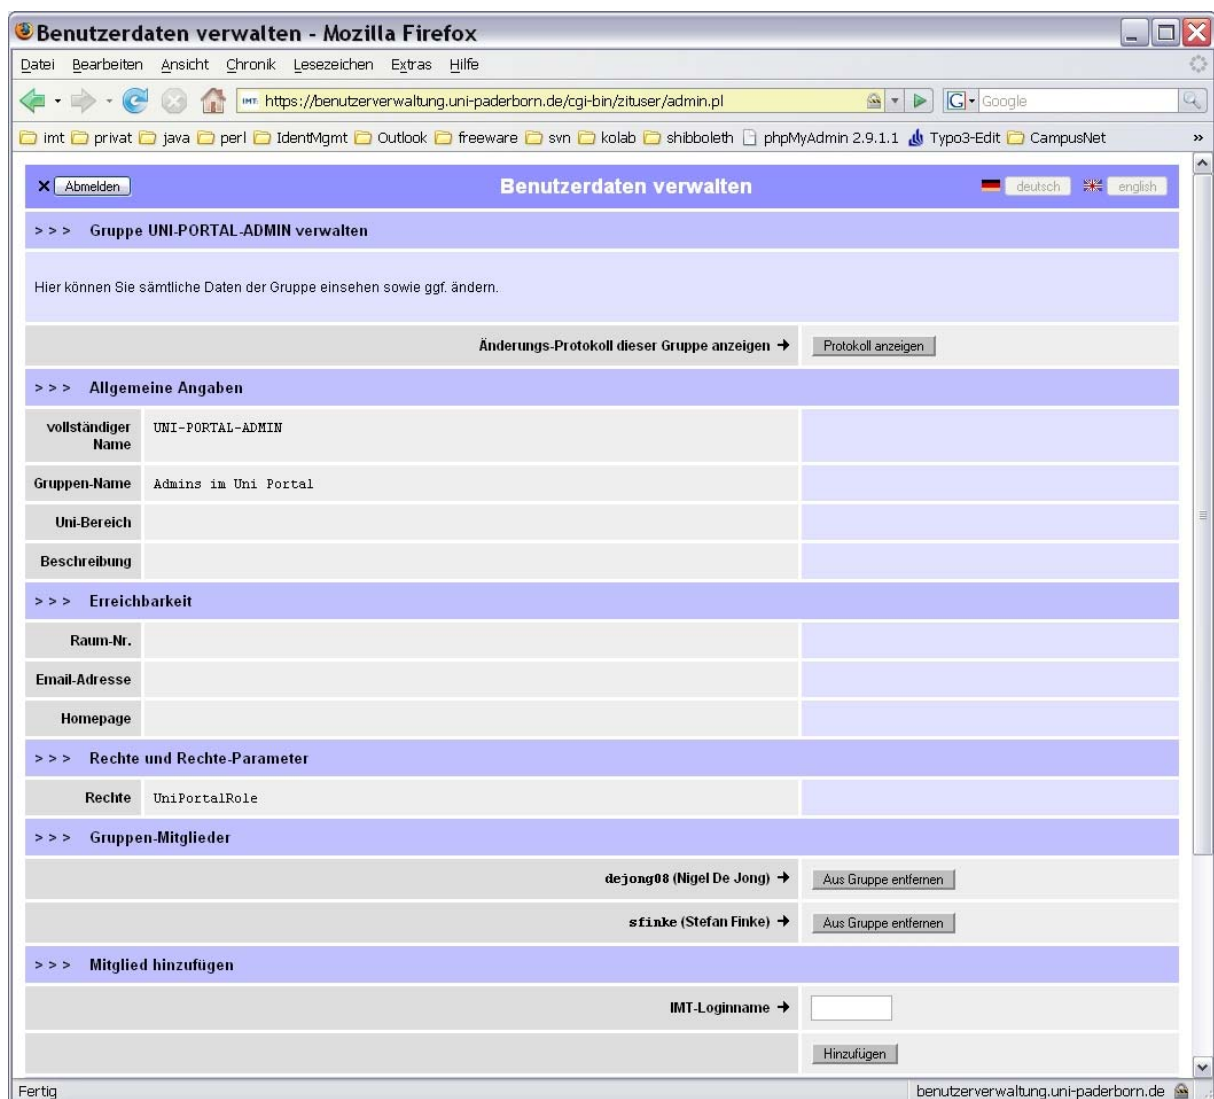 Benutzerdaten verwalten - Mozilla Firefox
Datei Bearbeiten Ansicht Chronik Lesezeichen Extras Hilfe
IMT https://benutzerverwaltung.uni-paderborn.de/cgi-bin/zituser/admin.pl G Google
imt privat java perl IdentMgmt Outlook freeware svn kolab shibboleth phpMyAdmin 2.9.1.1 Typo3-Edit CampusNet »
Abmelden Benutzerdaten verwalten deutsch english
>>> Gruppe UNI-PORTAL-ADMIN verwalten
Hier können Sie sämtliche Daten der Gruppe einsehen sowie ggf. ändern.
Änderungs-Protokoll dieser Gruppe anzeigen ➔ Protokoll anzeigen
>>> Allgemeine Angaben
vollständiger
Name
UNI-PORTAL-ADMIN
Gruppen-Name Admins im Uni Portal
Uni-Bereich
Beschreibung
>>> Erreichbarkeit
Raum-Nr.
Email-Adresse
Homepage
>>> Rechte und Rechte-Parameter
Rechte UniPortalRole
>>> Gruppen-Mitglieder
dejong08 (Nigel De Jong) ➔ Aus Gruppe entfernen
sfinke (Stefan Finke) ➔ Aus Gruppe entfernen
>>> Mitglied hinzufügen
IMT-Loginname ➔
Hinzufügen
Fertig benutzerverwaltung.uni-paderborn.de